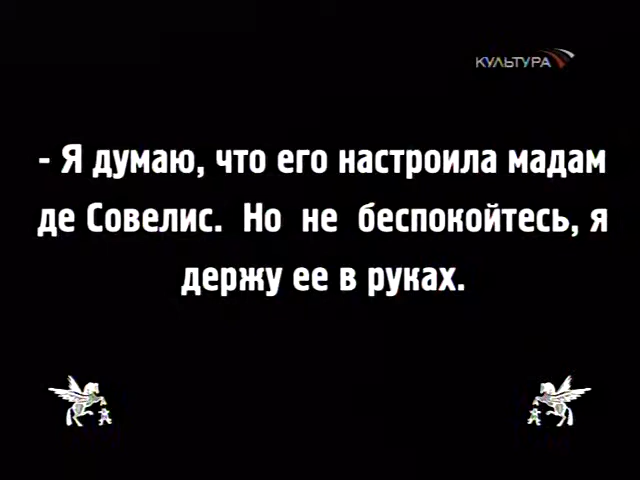 КУЛЬТУРА
- Я думаю, что его настроила мадам
де Совелис. Но не беспокойтесь, я
держу ее в руках.